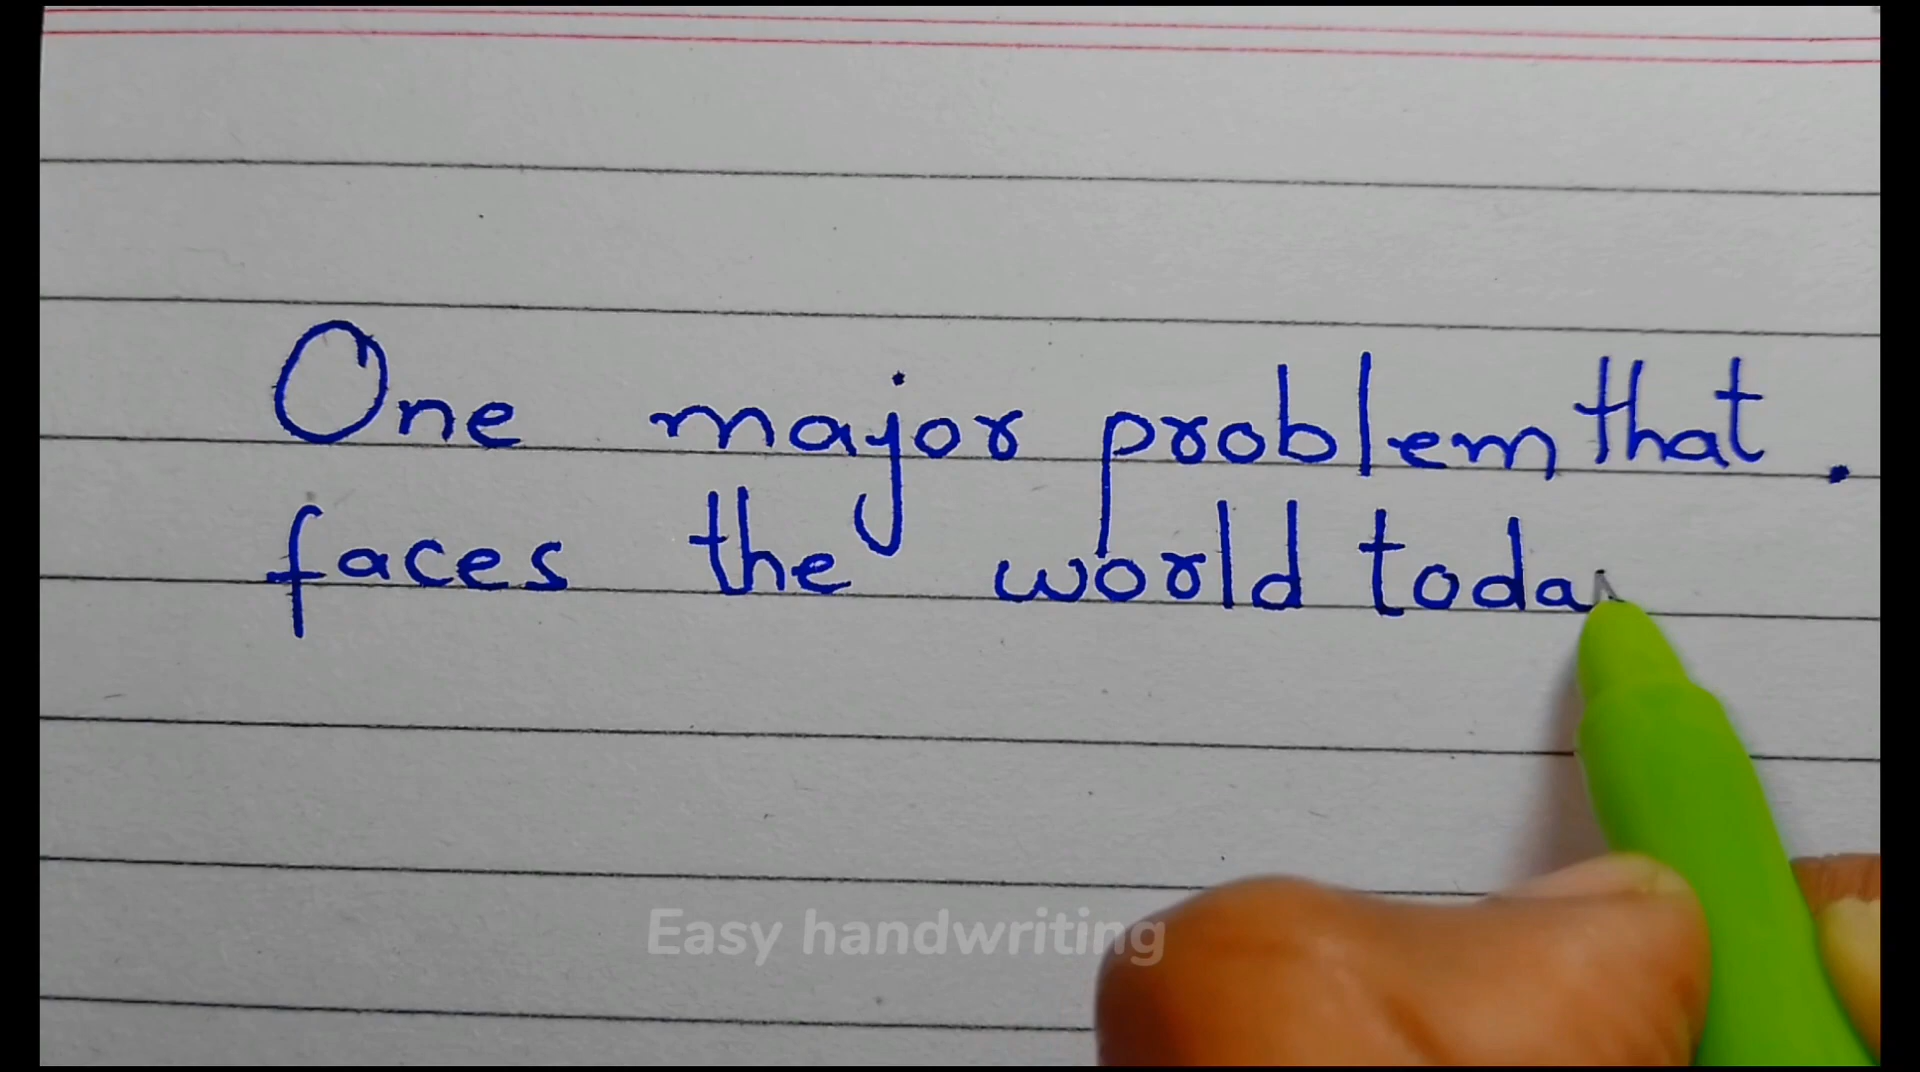 One major problem that .
faces the world toda
Easy handwriting